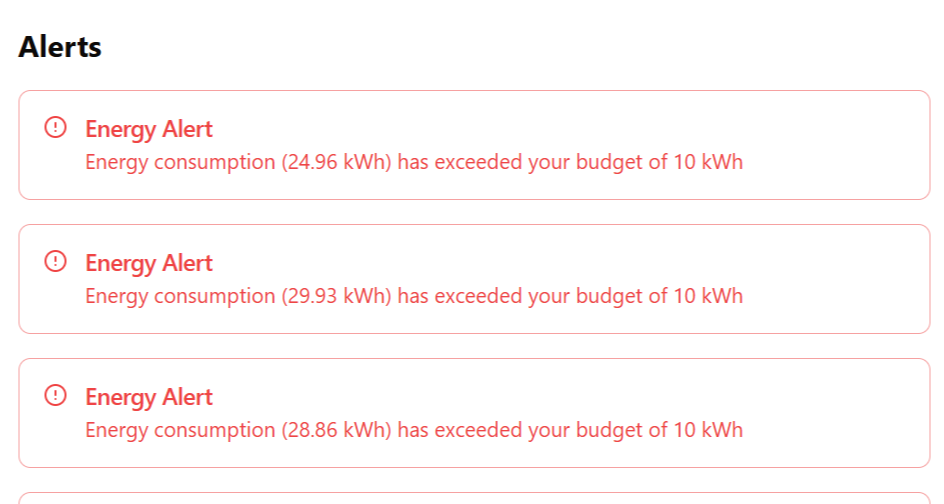 Alerts
Energy Alert
Energy consumption (24.96 kWh) has exceeded your budget of 10 kWh
Energy Alert
Energy consumption (29.93 kWh) has exceeded your budget of 10 kWh
Energy Alert
Energy consumption (28.86 kWh) has exceeded your budget of 10 kWh